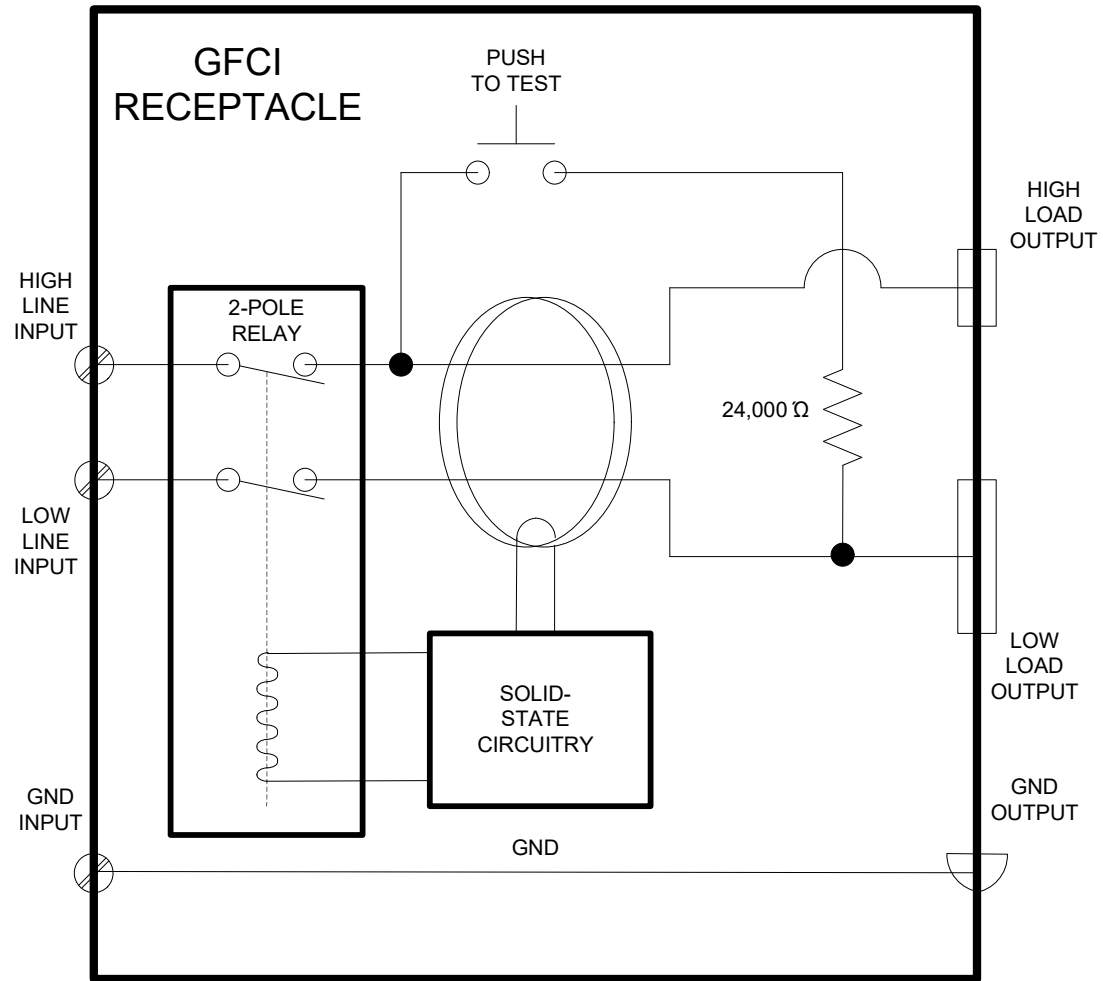 GFCI
RECEPTACLE
PUSH
TO TEST
HIGH
LOAD
OUTPUT
HIGH
LINE
INPUT
2-POLE
RELAY
24,000 Ω
LOW
LINE
INPUT
SOLID-
STATE
CIRCUITRY
LOW
LOAD
OUTPUT
GND
INPUT
GND
GND
OUTPUT